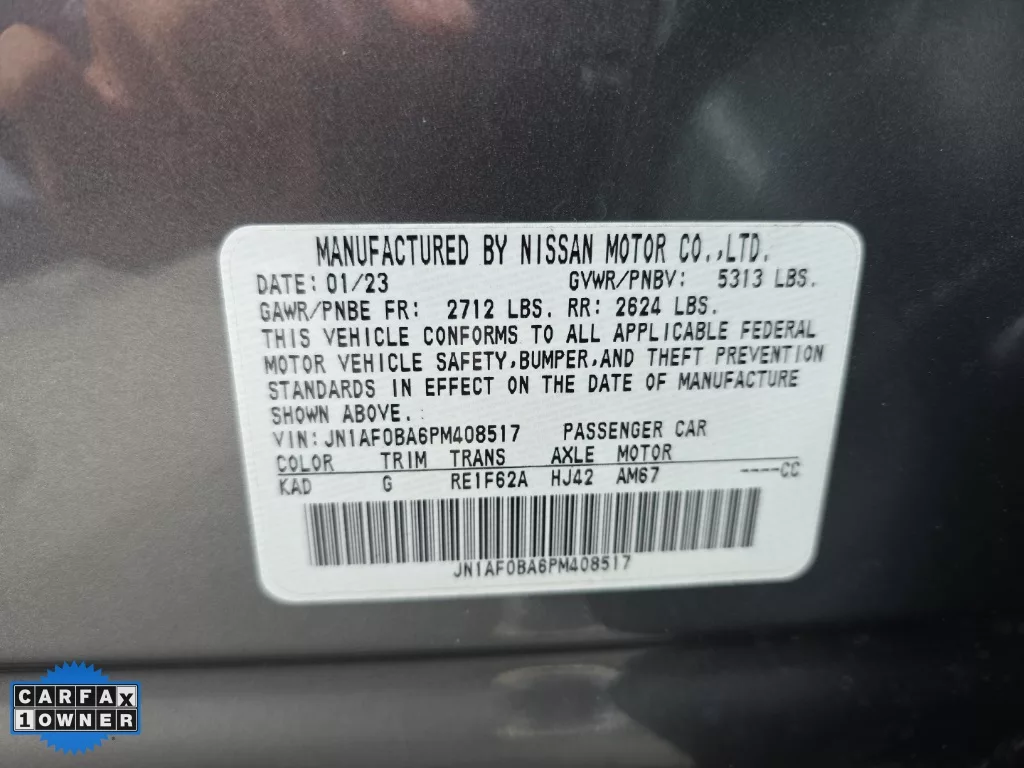 MANUFACTURED BY NISSAN MOTOR CO.,LTD.
DATE: 01/23 GVWR/PNBV: 5313 LBS.
GAWR/PNBE FR: 2712 LBS. RR: 2624 LBS.
THIS VEHICLE CONFORMS TO ALL APPLICABLE FEDERAL
MOTOR VEHICLE SAFETY,BUMPER,AND THEFT PREVENTION
STANDARDS IN EFFECT ON THE DATE OF MANUFACTURE
SHOWN ABOVE.
VIN: JN1AF0BA6PM408517 PASSENGER CAR
COLOR TRIM TRANS AXLE MOTOR
KAD G RE1F62A HJ42 AM67 ----CC
JN1AF0BA6PM408517
CARFAX
1 OWNER